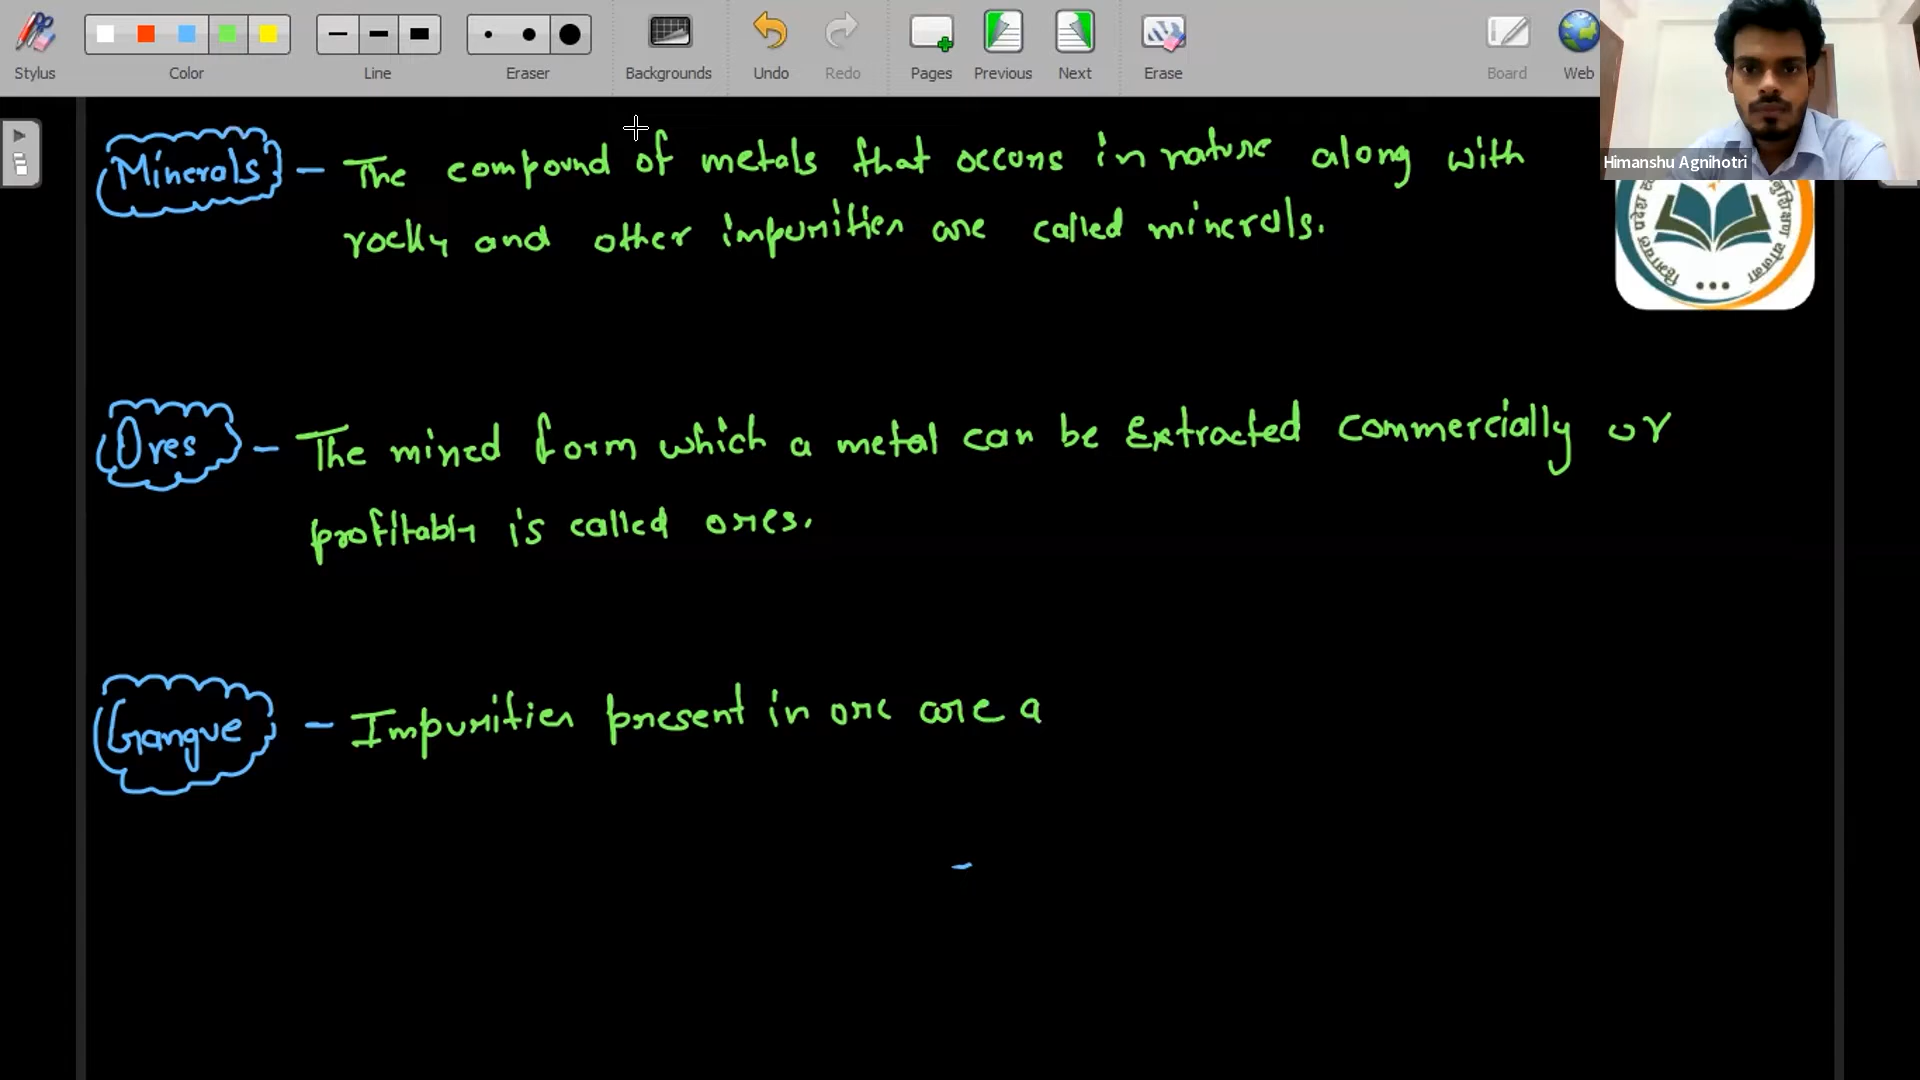 Stylus
Color
Line
Eraser
Backgrounds
Undo
Redo
Pages
Previous
Next
Erase
Board
Web
Himanshu Agnihotri
Minerals - The compound of metals that occurs in nature along with
rocky and other impurities are called minerals.
Ores - The mined form which a metal can be Extracted commercially or
profitably is called ores.
Gangue - Impurities present in ore are a